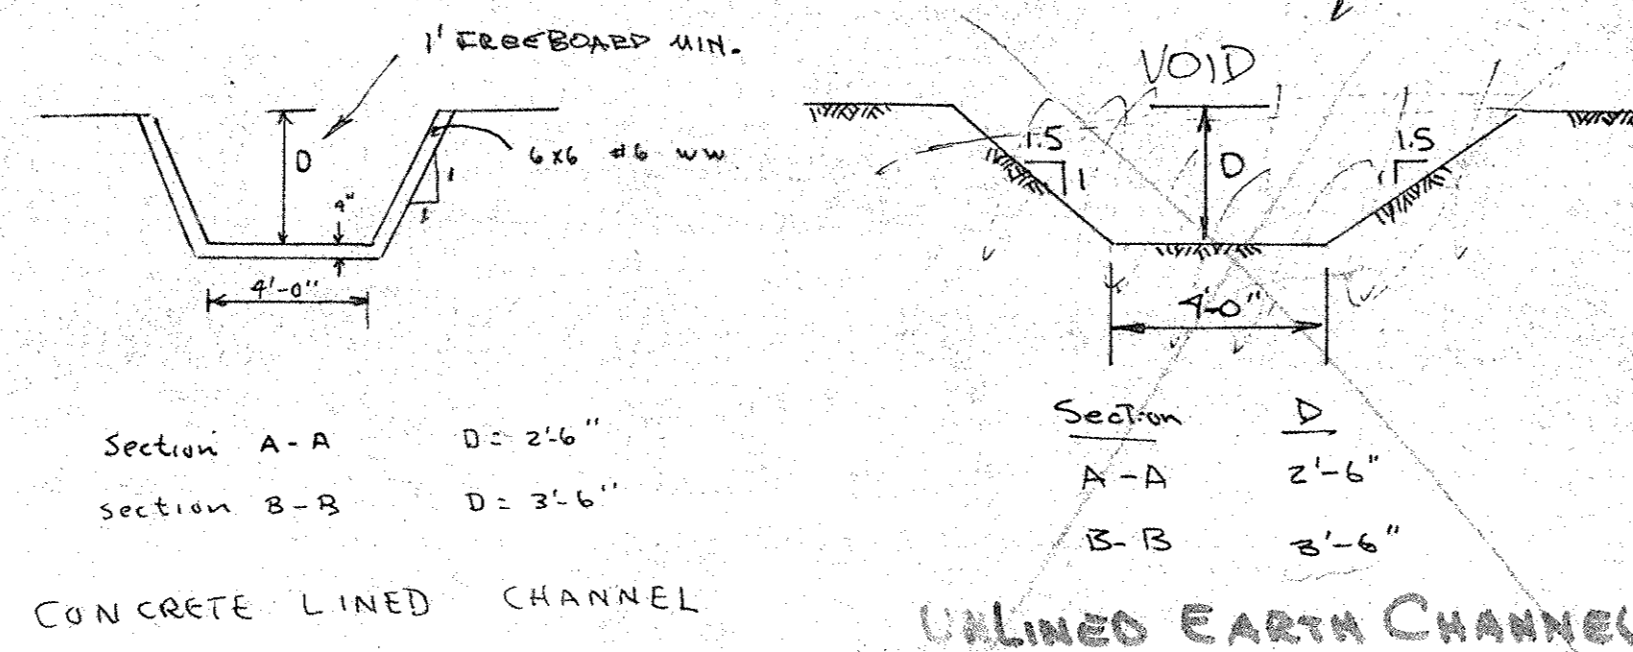 1' FREEBOARD MIN.
D
6x6 #6 WW
1
1
4"
4'-0"
Section A-A D= 2'-6"
section B-B D= 3'-6"
CONCRETE LINED CHANNEL
VOID
1.5
1
D
1.5
1
4'-0"
Section D
A-A 2'-6"
B-B 3'-6"
UNLINED EARTH CHANNEL